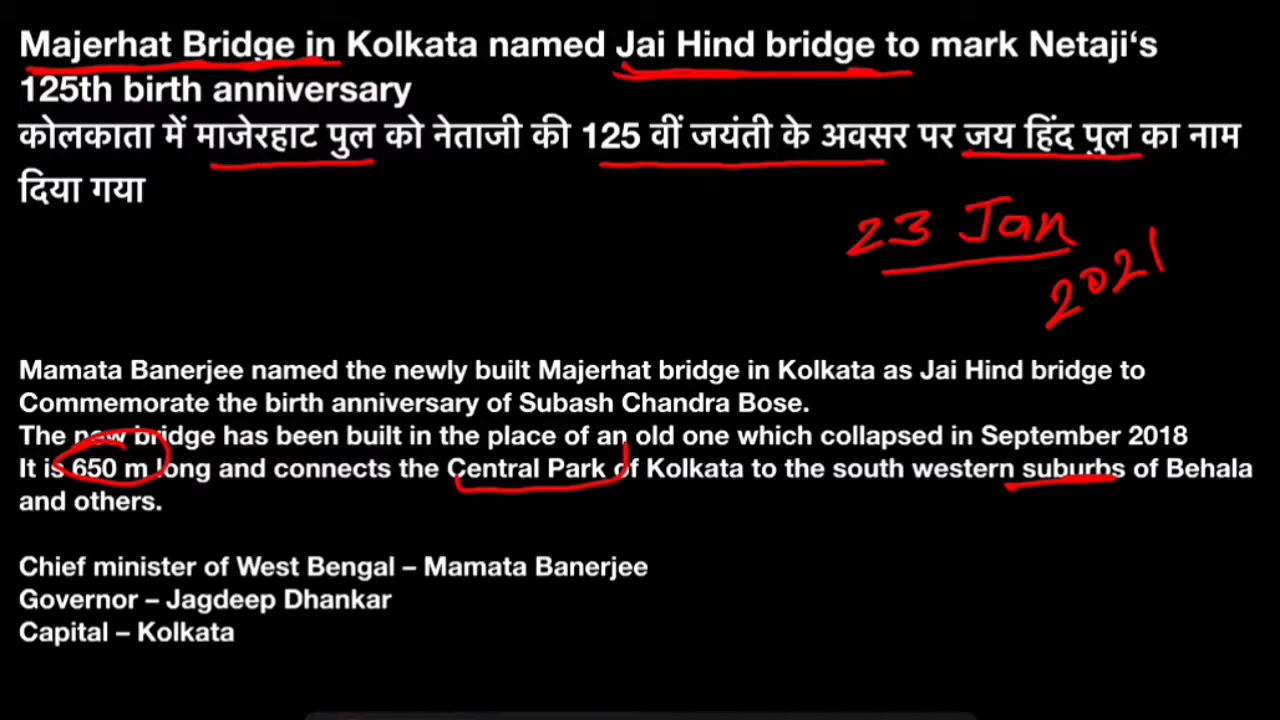 Majerhat Bridge in Kolkata named Jai Hind bridge to mark Netaji‘s
125th birth anniversary
कोलकाता में माजेरहाट पुल को नेताजी की 125 वीं जयंती के अवसर पर जय हिंद पुल का नाम
दिया गया
23 Jan
2021
Mamata Banerjee named the newly built Majerhat bridge in Kolkata as Jai Hind bridge to
Commemorate the birth anniversary of Subash Chandra Bose.
The new bridge has been built in the place of an old one which collapsed in September 2018
It is 650 m long and connects the Central Park of Kolkata to the south western suburbs of Behala
and others.
Chief minister of West Bengal – Mamata Banerjee
Governor – Jagdeep Dhankar
Capital – Kolkata